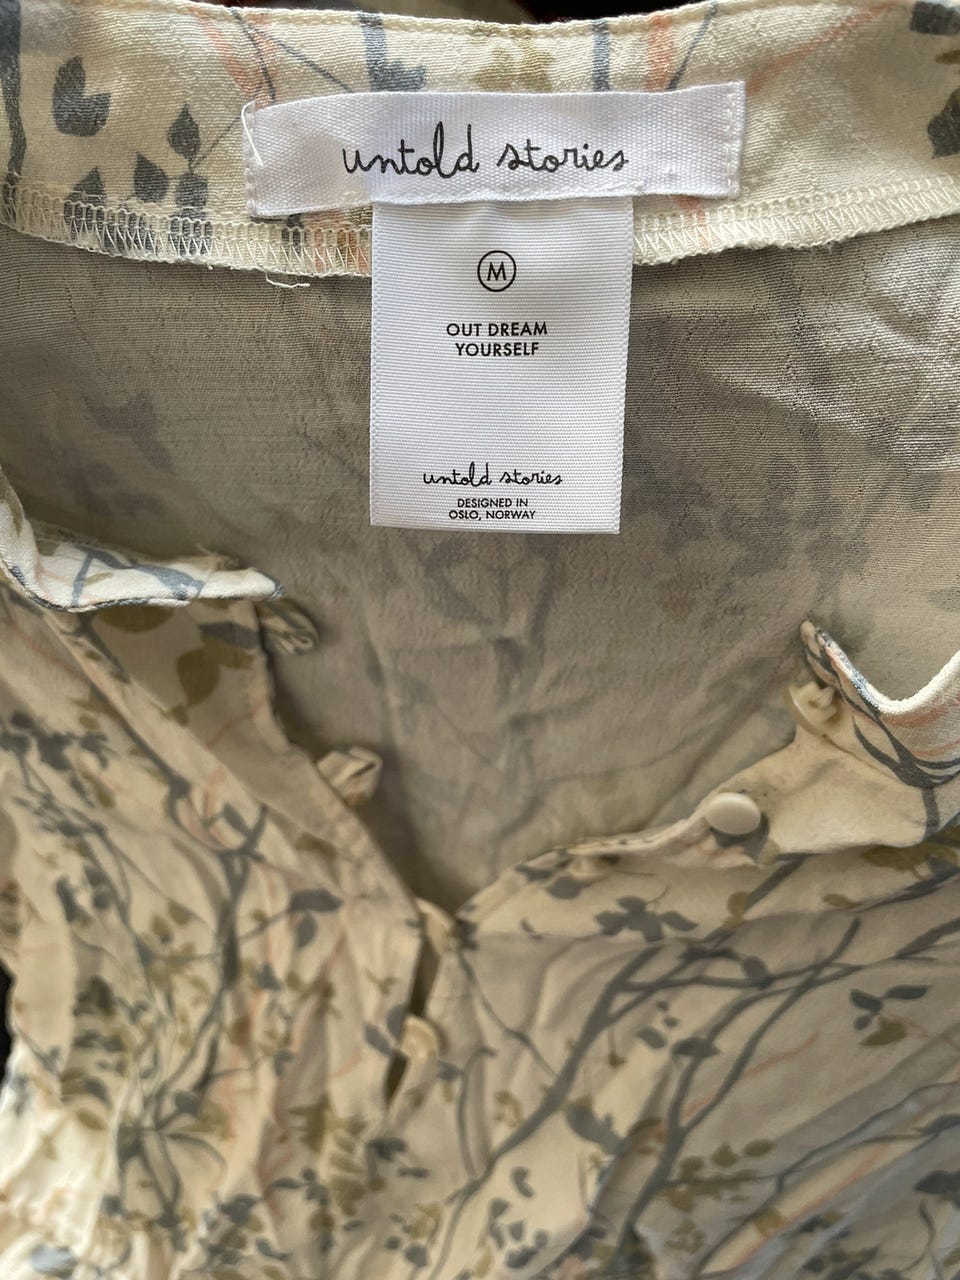 untold stories
M
OUT DREAM
YOURSELF
untold stories
DESIGNED IN
OSLO, NORWAY